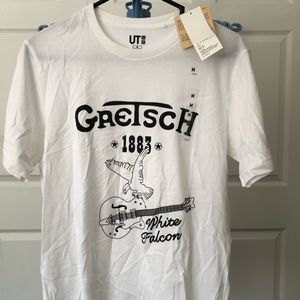 UT
M
M
M
GRETSCH
1883
White
Falcon